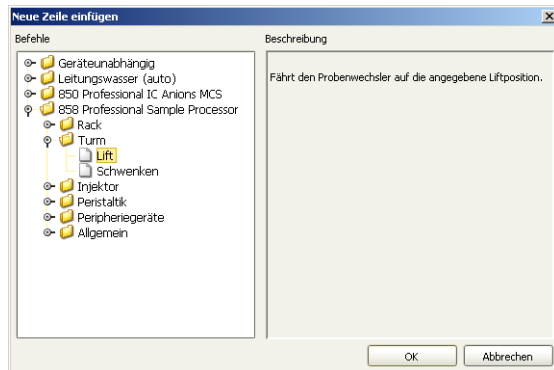 Neue Zeile einfügen
Befehle
Beschreibung
Geräteunabhängig
Leitungswasser (auto)
850 Professional IC Anions MCS
858 Professional Sample Processor
Rack
Turm
Lift
Schwenken
Injektor
Peristaltik
Peripheriegeräte
Allgemein
Fährt den Probenwechsler auf die angegebene Liftposition.
OK
Abbrechen